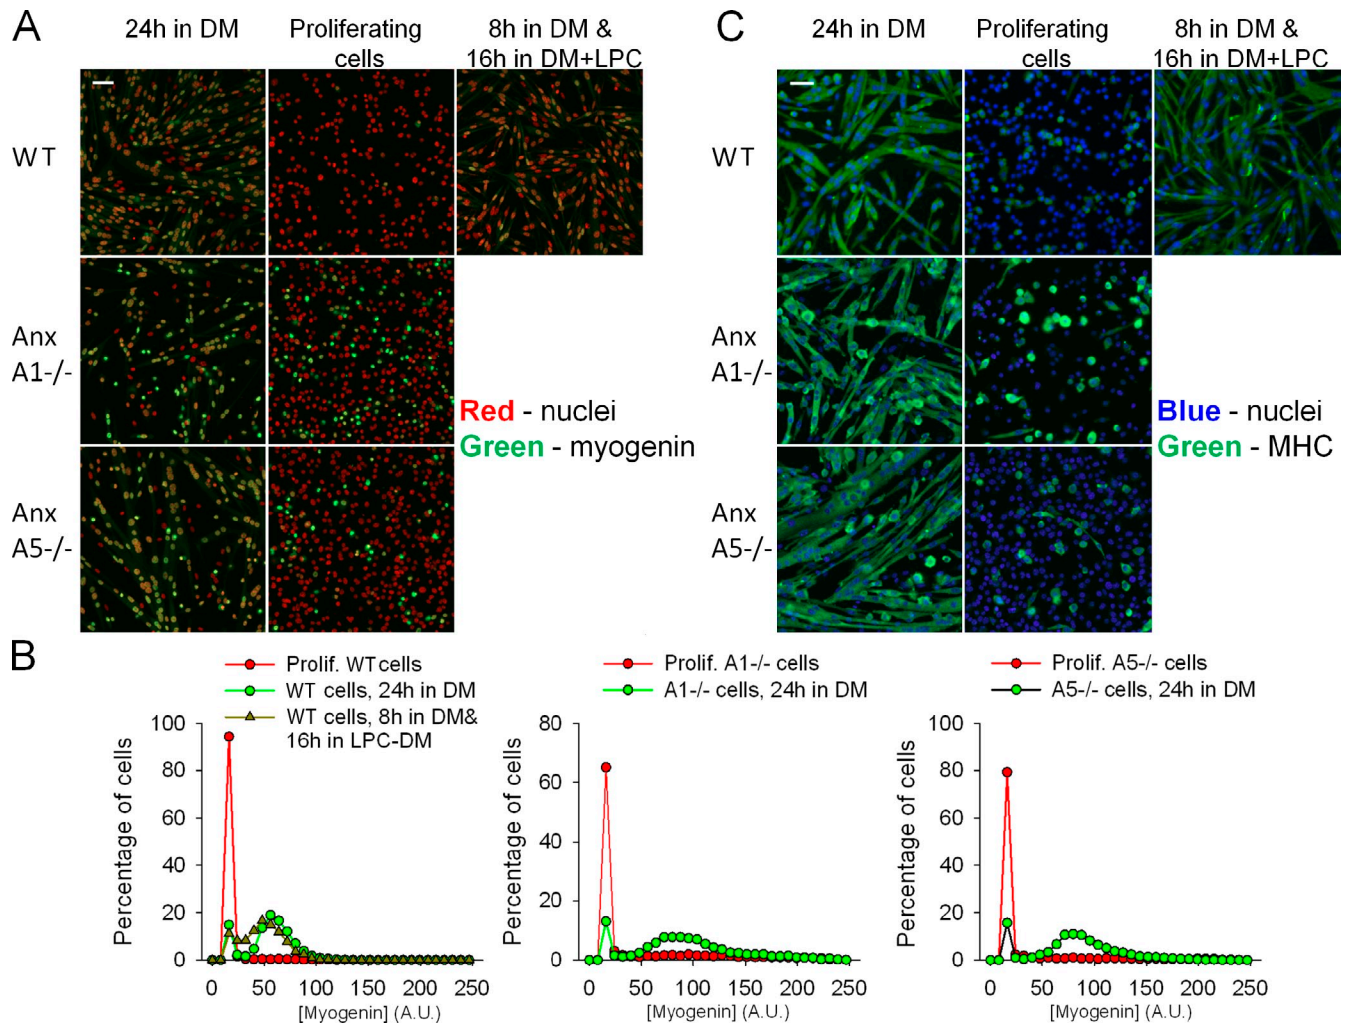 A
24h in DM
Proliferating
cells
8h in DM &
16h in DM+LPC
WT
Anx
A1-/-
Anx
A5-/-
Red - nuclei
Green - myogenin
C
24h in DM
Proliferating
cells
8h in DM &
16h in DM+LPC
WT
Anx
A1-/-
Anx
A5-/-
Blue - nuclei
Green - MHC
B
Prolif. WT cells
WT cells, 24h in DM
WT cells, 8h in DM&
16h in LPC-DM
Percentage of cells
100
80
60
40
20
0
0 50 100 150 200 250
[Myogenin] (A.U.)
Prolif. A1-/- cells
A1-/- cells, 24h in DM
Percentage of cells
80
60
40
20
0
0 50 100 150 200 250
[Myogenin] (A.U.)
Prolif. A5-/- cells
A5-/- cells, 24h in DM
Percentage of cells
100
80
60
40
20
0
0 50 100 150 200 250
[Myogenin] (A.U.)